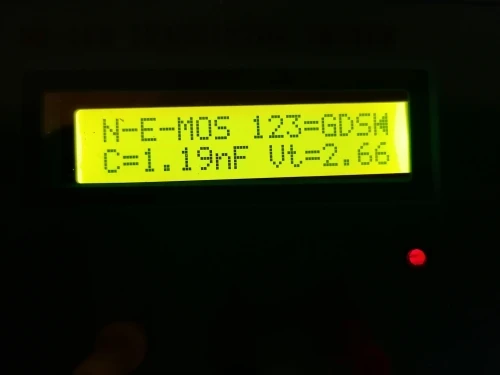 N-E-MOS 123=GDS
C=1.19nF Vt=2.66